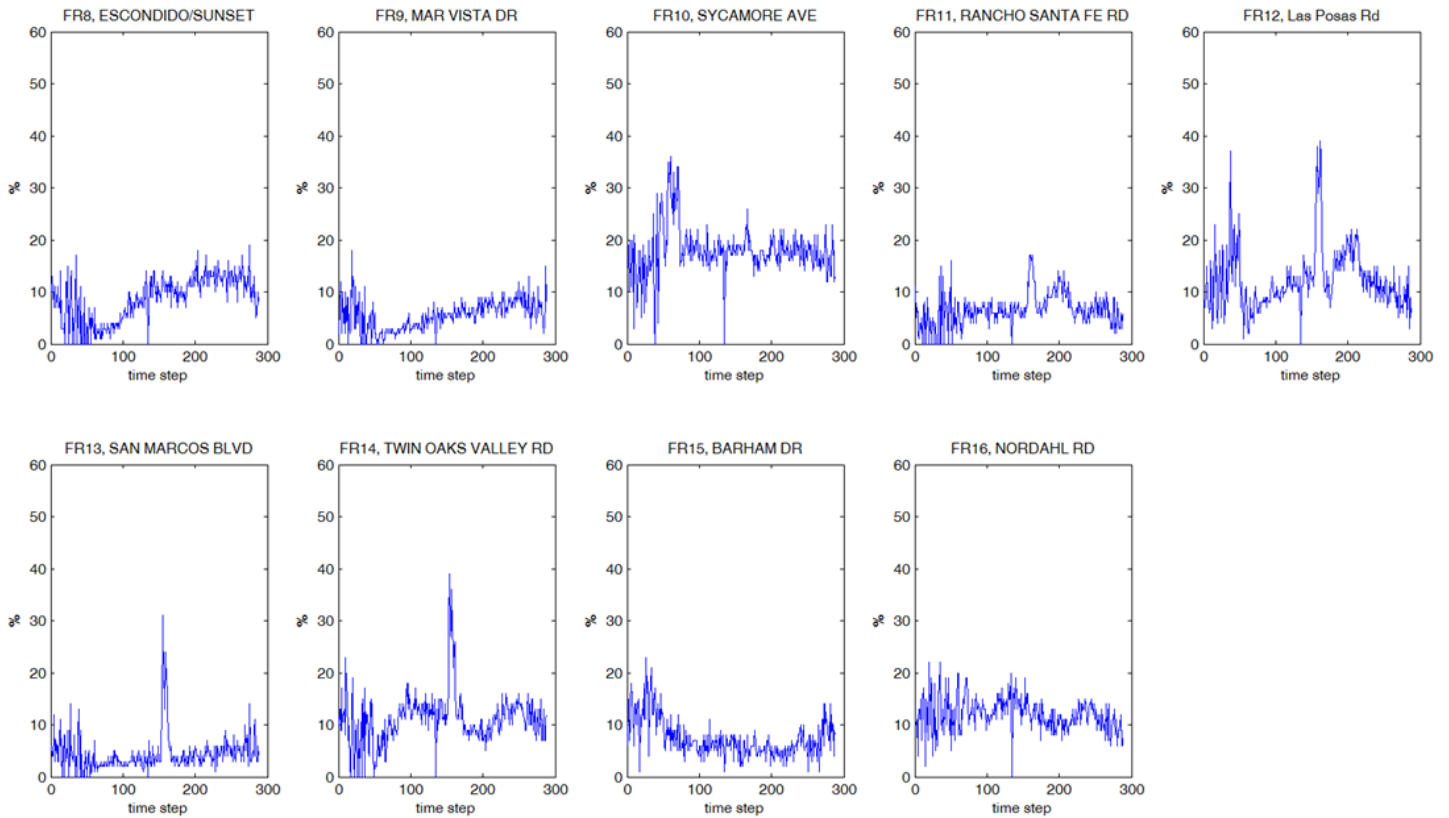 FR8, ESCONDIDO/SUNSET
FR9, MAR VISTA DR
FR10, SYCAMORE AVE
FR11, RANCHO SANTA FE RD
FR12, Las Posas Rd
60
50
40
30
20
10
0
%
0 100 200 300
time step
60
50
40
30
20
10
0
%
0 100 200 300
time step
60
50
40
30
20
10
0
%
0 100 200 300
time step
60
50
40
30
20
10
0
%
0 100 200 300
time step
60
50
40
30
20
10
0
%
0 100 200 300
time step
FR13, SAN MARCOS BLVD
FR14, TWIN OAKS VALLEY RD
FR15, BARHAM DR
FR16, NORDAHL RD
60
50
40
30
20
10
0
%
0 100 200 300
time step
60
50
40
30
20
10
0
%
0 100 200 300
time step
60
50
40
30
20
10
0
%
0 100 200 300
time step
60
50
40
30
20
10
0
%
0 100 200 300
time step